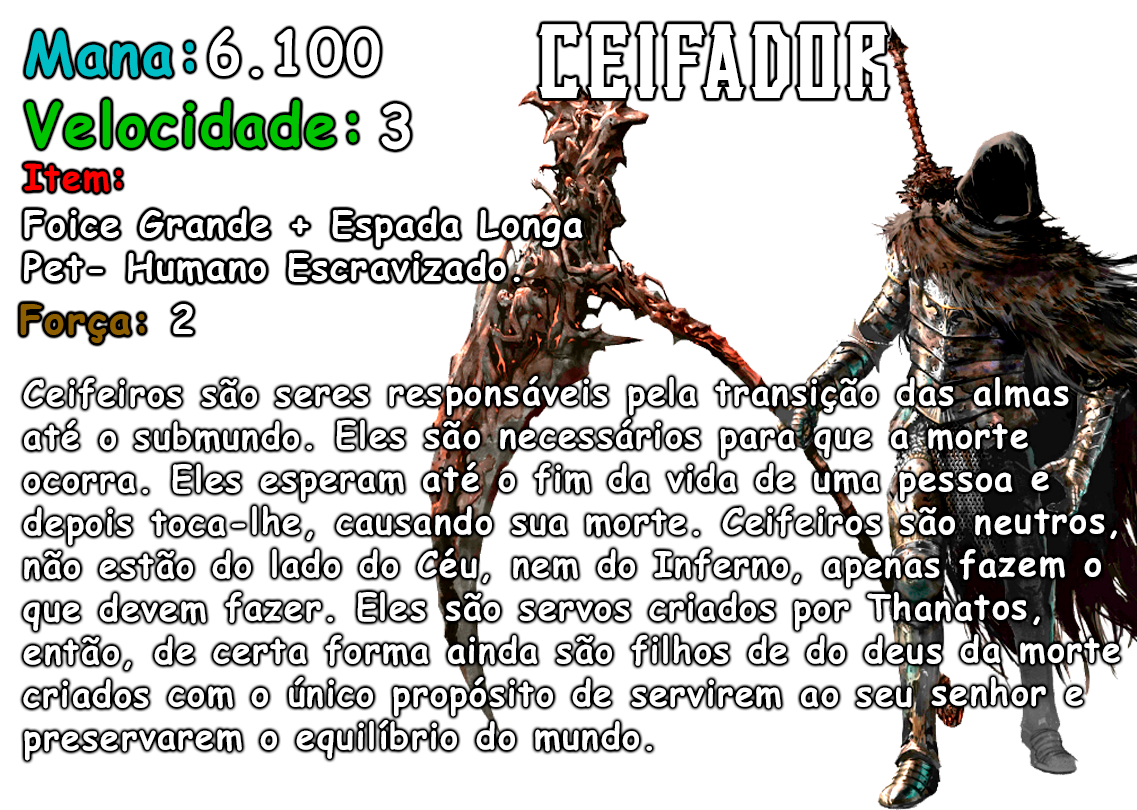 CEIFADOR
Mana: 6.100
Velocidade: 3
Item:
Foice Grande + Espada Longa
Pet- Humano Escravizado.
Força: 2
Ceifeiros são seres responsáveis pela transição das almas
até o submundo. Eles são necessários para que a morte
ocorra. Eles esperam até o fim da vida de uma pessoa e
depois toca-lhe, causando sua morte. Ceifeiros são neutros,
não estão do lado do Céu, nem do Inferno, apenas fazem o
que devem fazer. Eles são servos criados por Thanatos,
então, de certa forma ainda são filhos de do deus da morte
criados com o único propósito de servirem ao seu senhor e
preservarem o equilíbrio do mundo.